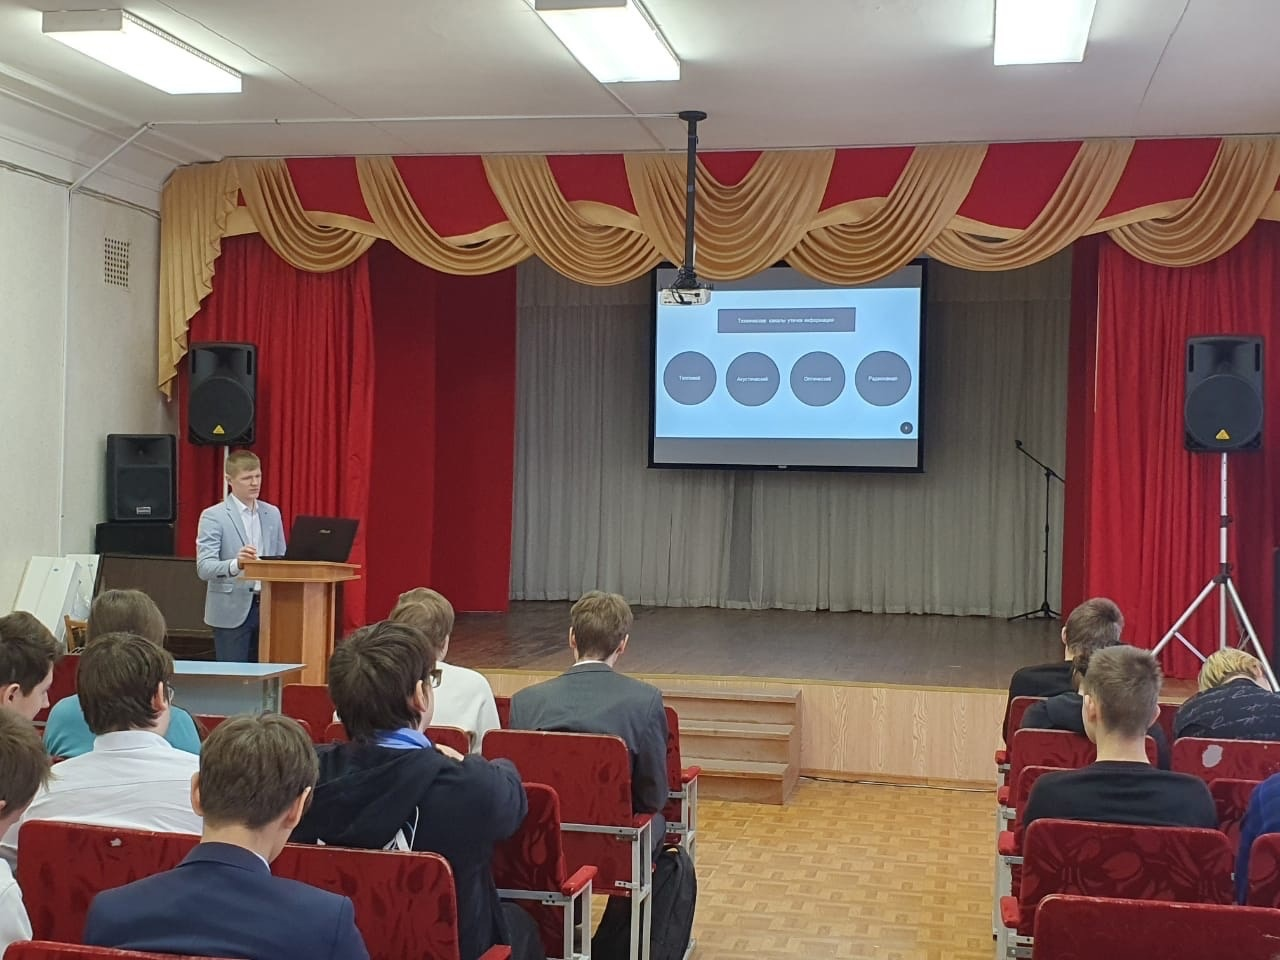 Технические каналы утечки информации
Тепловой
Акустический
Оптический
Радиоканал